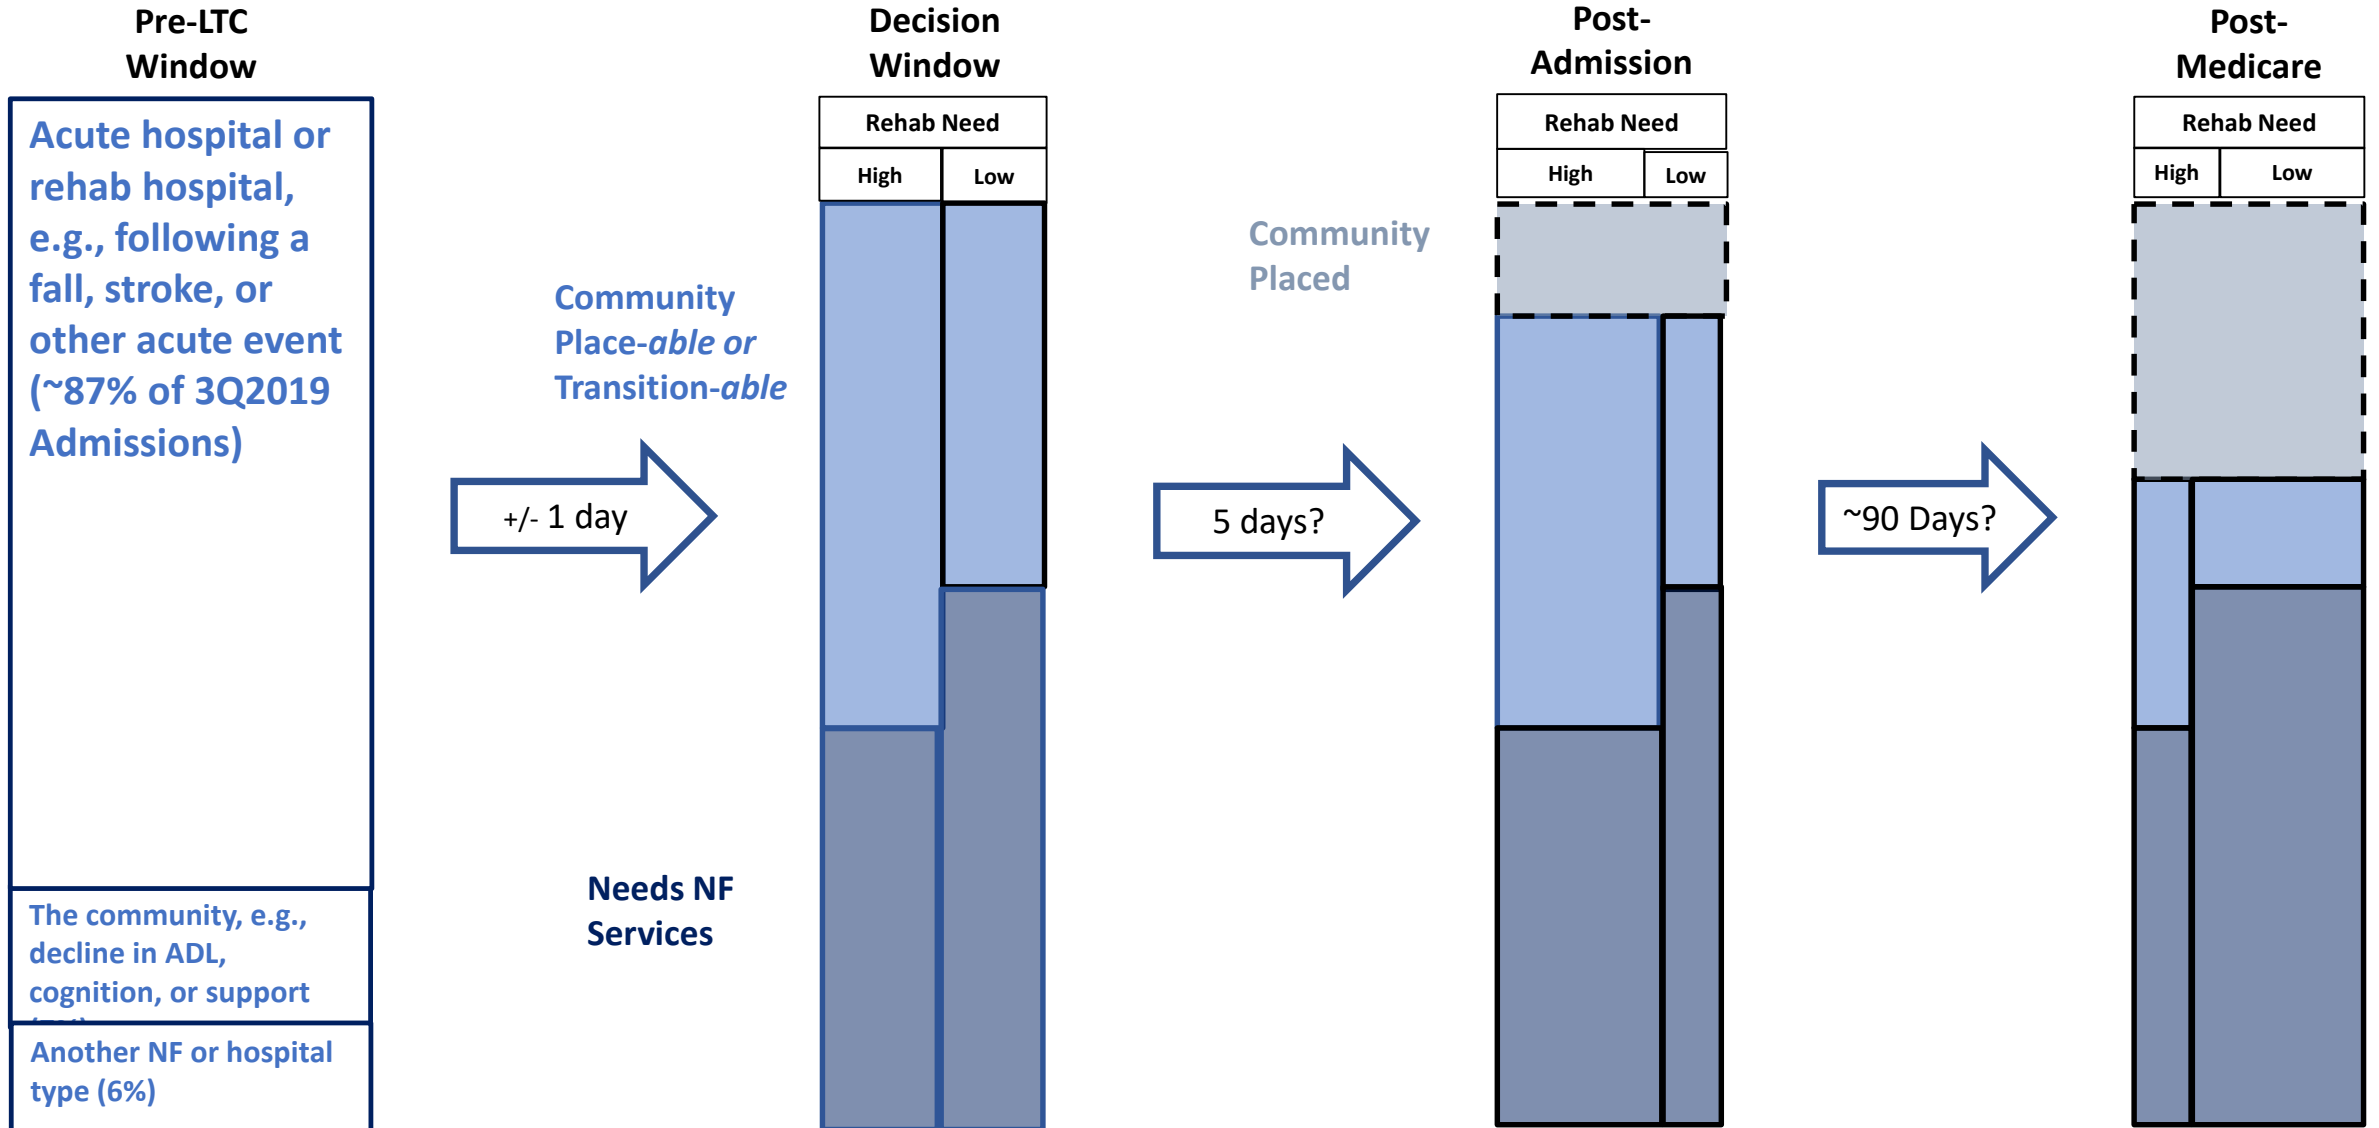 Pre-LTC
Window
Acute hospital or
rehab hospital,
e.g., following a
fall, stroke, or
other acute event
(~87% of 3Q2019
Admissions)
The community, e.g.,
decline in ADL,
cognition, or support
Another NF or hospital
type (6%)
+/- 1 day
Community
Place-able or
Transition-able
Needs NF
Services
Decision
Window
Rehab Need
High Low
Community
Placed
5 days?
Post-
Admission
Rehab Need
High Low
~90 Days?
Post-
Medicare
Rehab Need
High Low